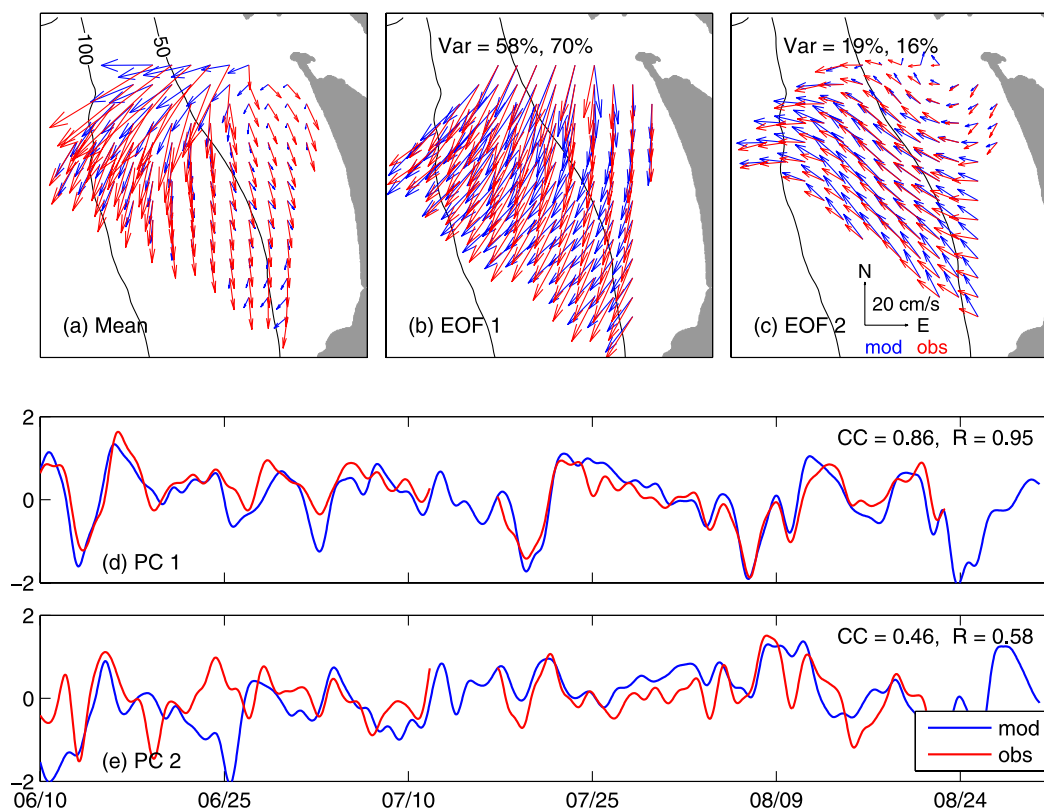 100
50
(a) Mean
Var = 58%, 70%
(b) EOF 1
Var = 19%, 16%
N
20 cm/s
E
(c) EOF 2
mod obs
2
0
−2
CC = 0.86, R = 0.95
(d) PC 1
2
0
−2
CC = 0.46, R = 0.58
(e) PC 2
mod
obs
06/10 06/25 07/10 07/25 08/09 08/24